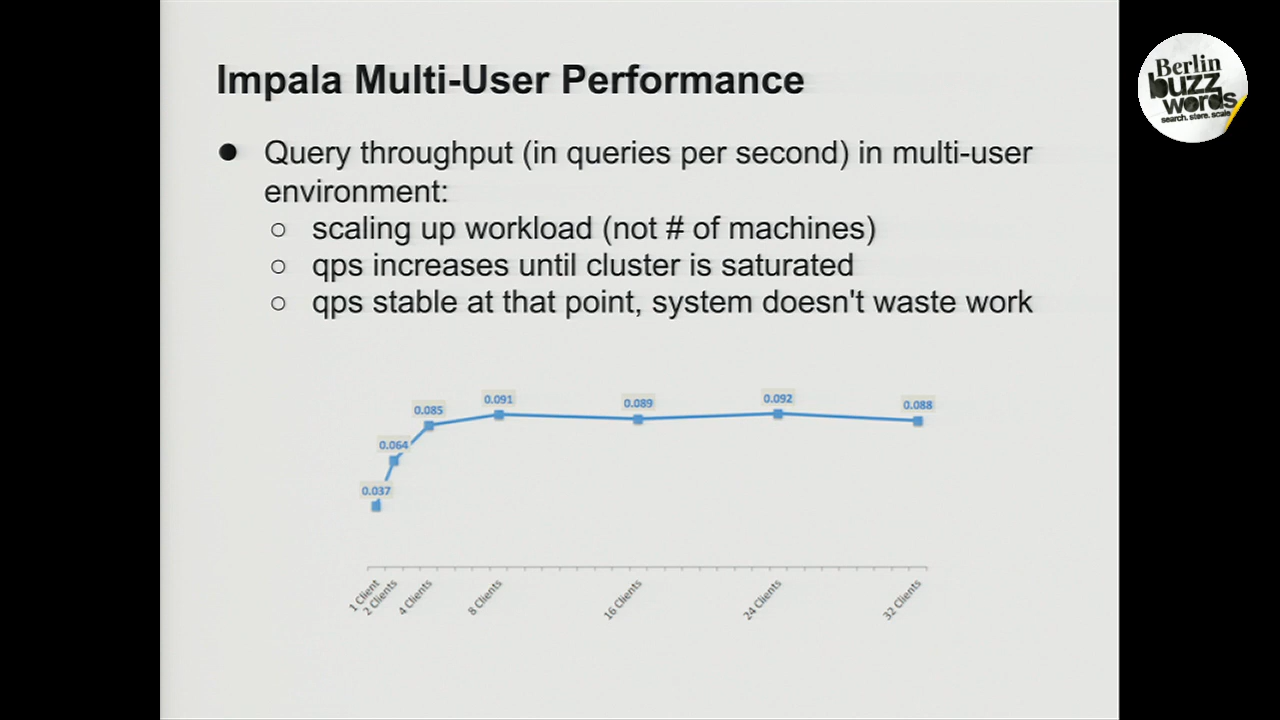 Impala Multi-User Performance
● Query throughput (in queries per second) in multi-user
environment:
○ scaling up workload (not # of machines)
○ qps increases until cluster is saturated
○ qps stable at that point, system doesn't waste work
0.037
0.064
0.085
0.091
0.089
0.092
0.088
1 Client
2 Clients
4 Clients
8 Clients
16 Clients
24 Clients
32 Clients
Berlin
buzz
words
search. store. scale